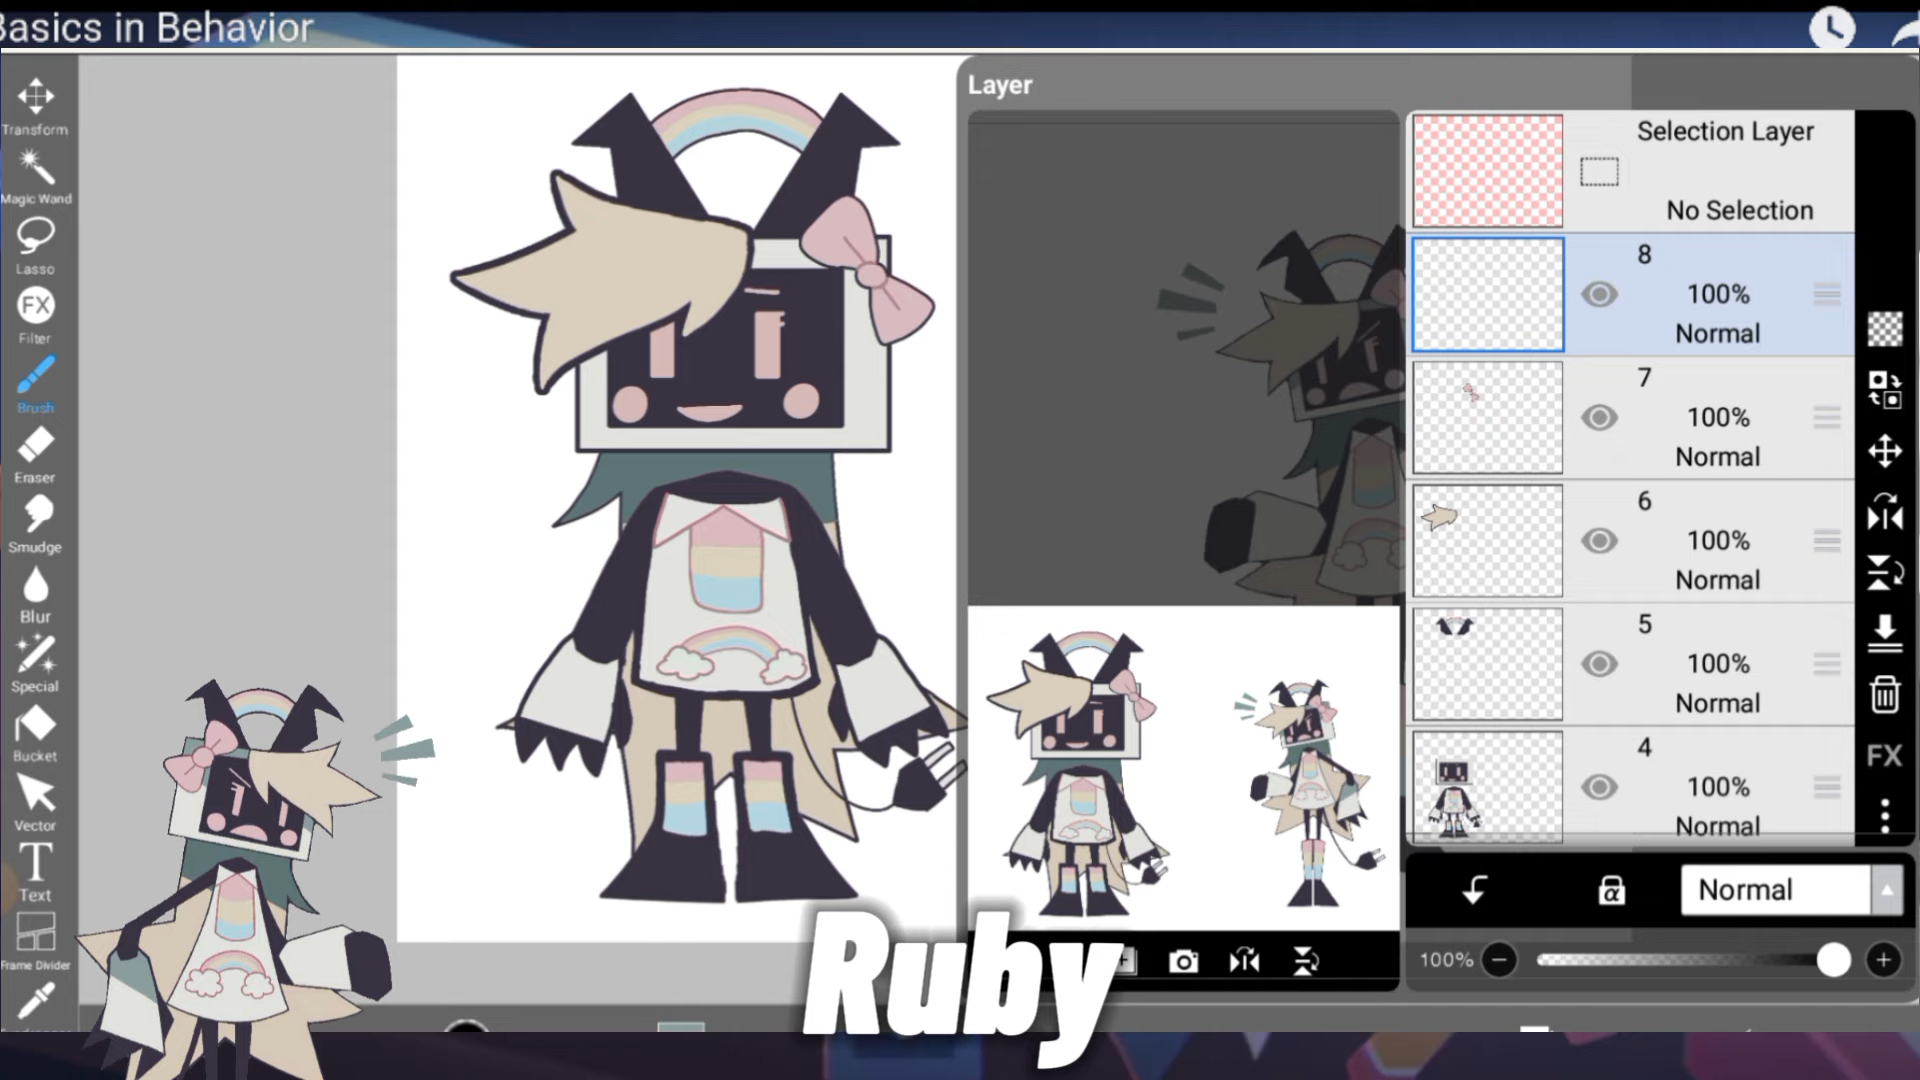 Basics in Behavior
Transform
Magic Wand
Lasso
FX
Filter
Brush
Eraser
Smudge
Blur
Special
Bucket
Vector
T
Text
Frame Divider
Layer
Selection Layer
No Selection
8
100%
Normal
7
100%
Normal
6
100%
Normal
5
100%
Normal
4
100%
Normal
FX
α
Normal
100%
Ruby